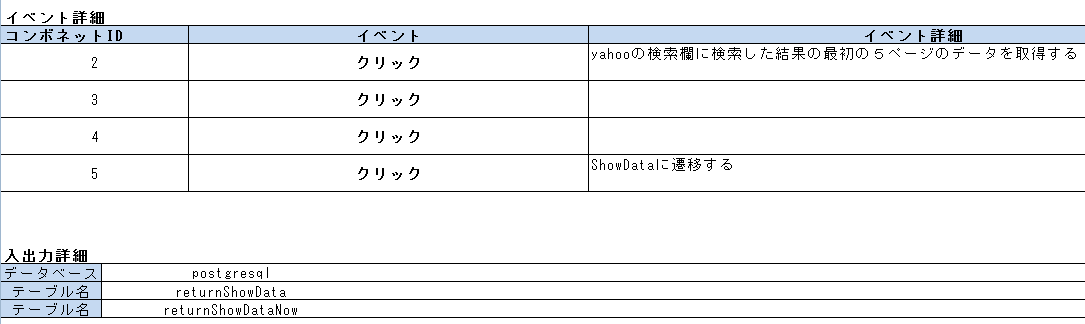 イベント詳細
コンポネットID イベント イベント詳細
2 クリック yahooの検索欄に検索した結果の最初の５ページのデータを取得する
3 クリック
4 クリック
5 クリック ShowDataに遷移する
入出力詳細
データベース postgresql
テーブル名 returnShowData
テーブル名 returnShowDataNow